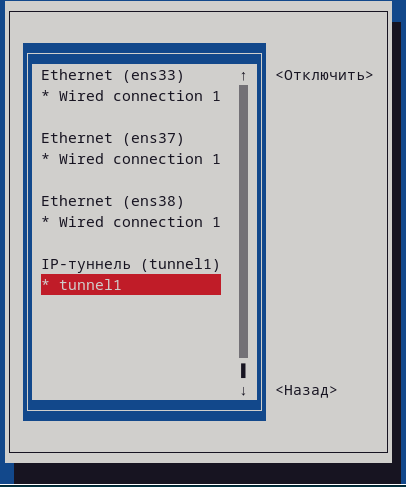 Ethernet (ens33) <Отключить>
* Wired connection 1
Ethernet (ens37)
* Wired connection 1
Ethernet (ens38)
* Wired connection 1
IP-туннель (tunnel1)
* tunnel1
<Назад>